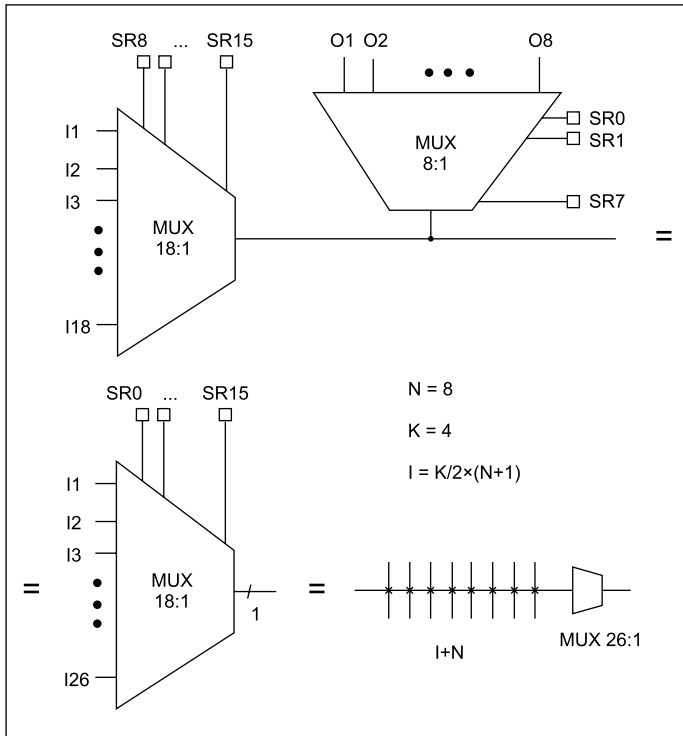 SR8 ... SR15
O1 O2 O8
I1
I2
I3
I18
MUX
18:1
MUX
8:1
SR0
SR1
SR7
=
SR0 ... SR15
N = 8
K = 4
I = K/2×(N+1)
=
I1
I2
I3
I26
MUX
18:1
1
=
I+N
MUX 26:1